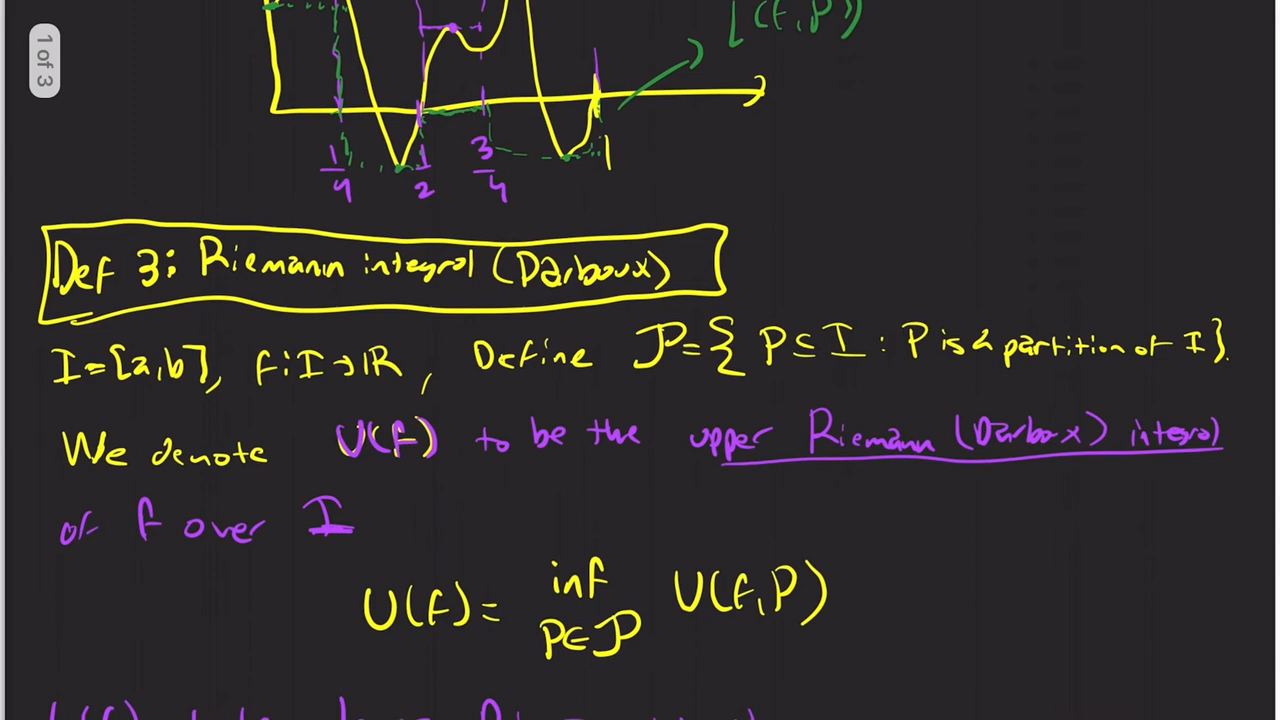 1 of 3
L(f,P)
1/4 1/2 3/4 1
Def 3: Riemann integral (Darboux)
I=[a,b], f:I→ℝ, Define 𝒫={ P⊆I : P is a partition of I}.
We denote U(f) to be the upper Riemann (Darboux) integral
of f over I
U(f)= inf U(f,P)
P∈𝒫